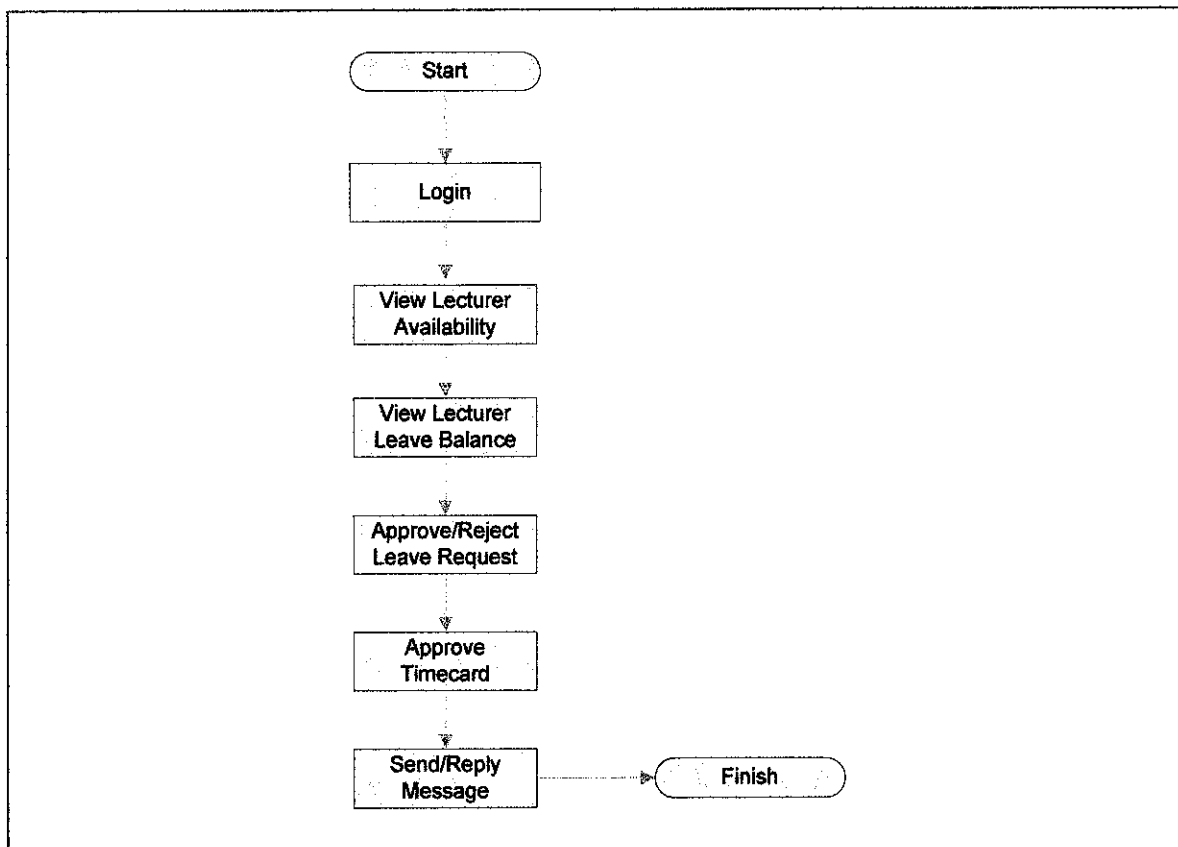 Start
Login
View Lecturer
Availability
View Lecturer
Leave Balance
Approve/Reject
Leave Request
Approve
Timecard
Send/Reply
Message
Finish